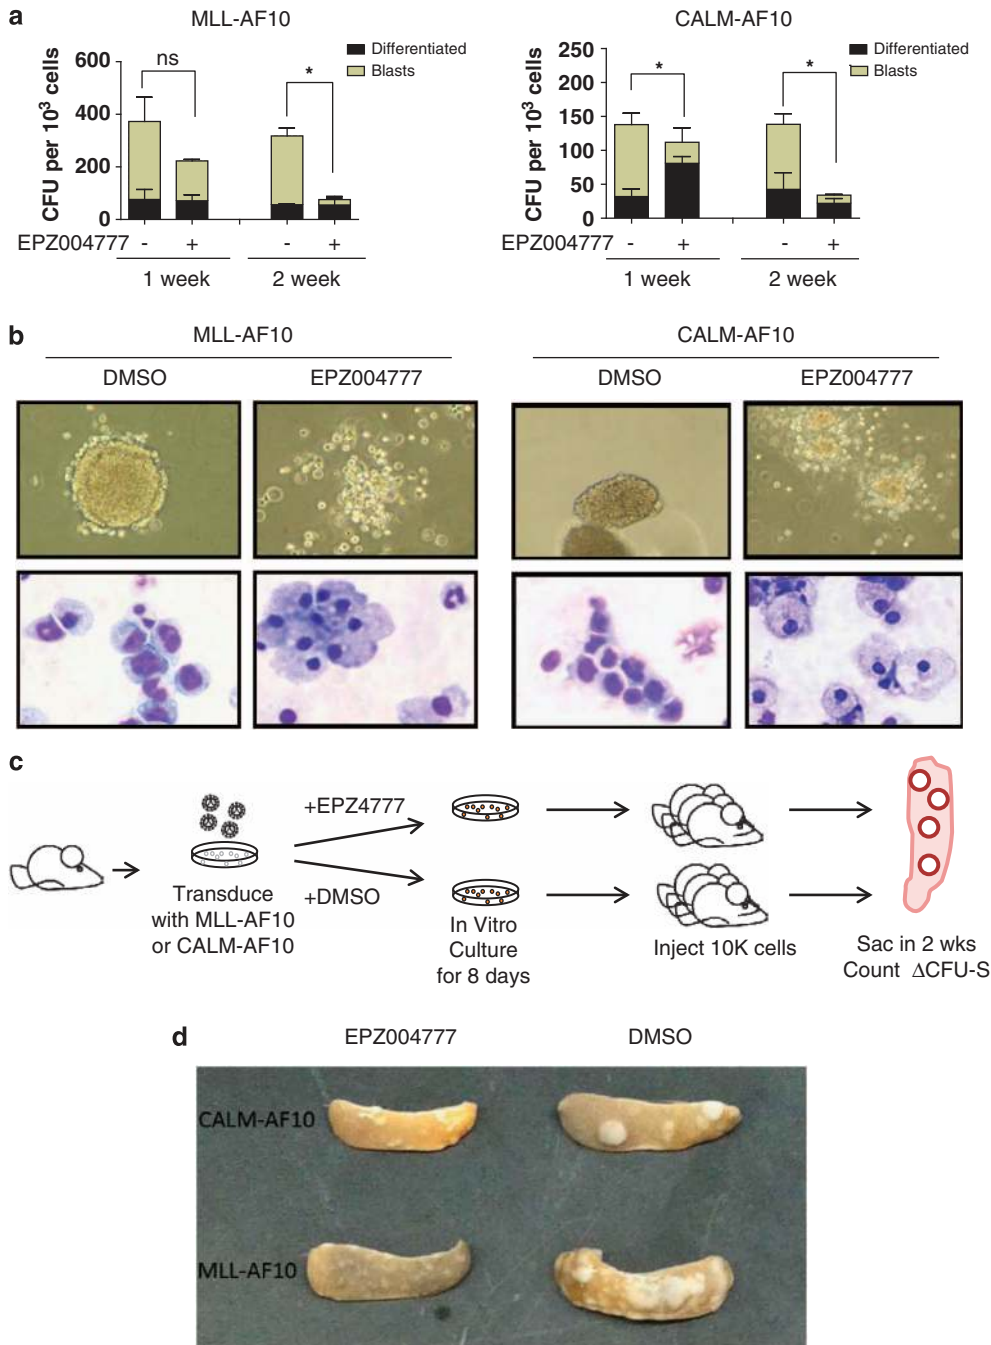 a
MLL-AF10
CFU per 10³ cells
600
400
200
0
ns
*
Differentiated
Blasts
EPZ004777 - + - +
1 week 2 week
CALM-AF10
CFU per 10³ cells
250
200
150
100
50
0
*
*
Differentiated
Blasts
EPZ004777 - + - +
1 week 2 week
b
MLL-AF10
DMSO EPZ004777
CALM-AF10
DMSO EPZ004777
c
Transduce
with MLL-AF10
or CALM-AF10
+EPZ4777
+DMSO
In Vitro
Culture
for 8 days
Inject 10K cells
Sac in 2 wks
Count ΔCFU-S
d
EPZ004777 DMSO
CALM-AF10
MLL-AF10